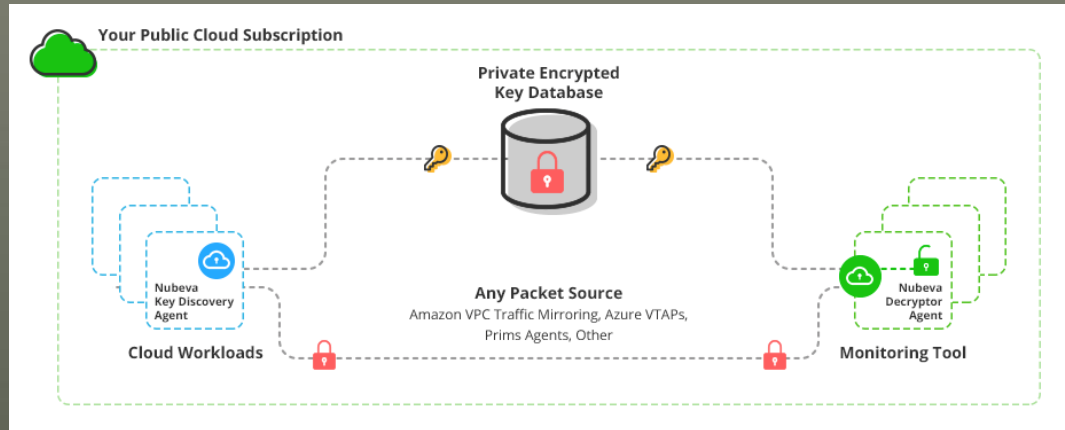 Your Public Cloud Subscription
Private Encrypted
Key Database
Nubeva
Key Discovery
Agent
Cloud Workloads
Any Packet Source
Amazon VPC Traffic Mirroring, Azure VTAPs,
Prims Agents, Other
Nubeva
Decryptor
Agent
Monitoring Tool